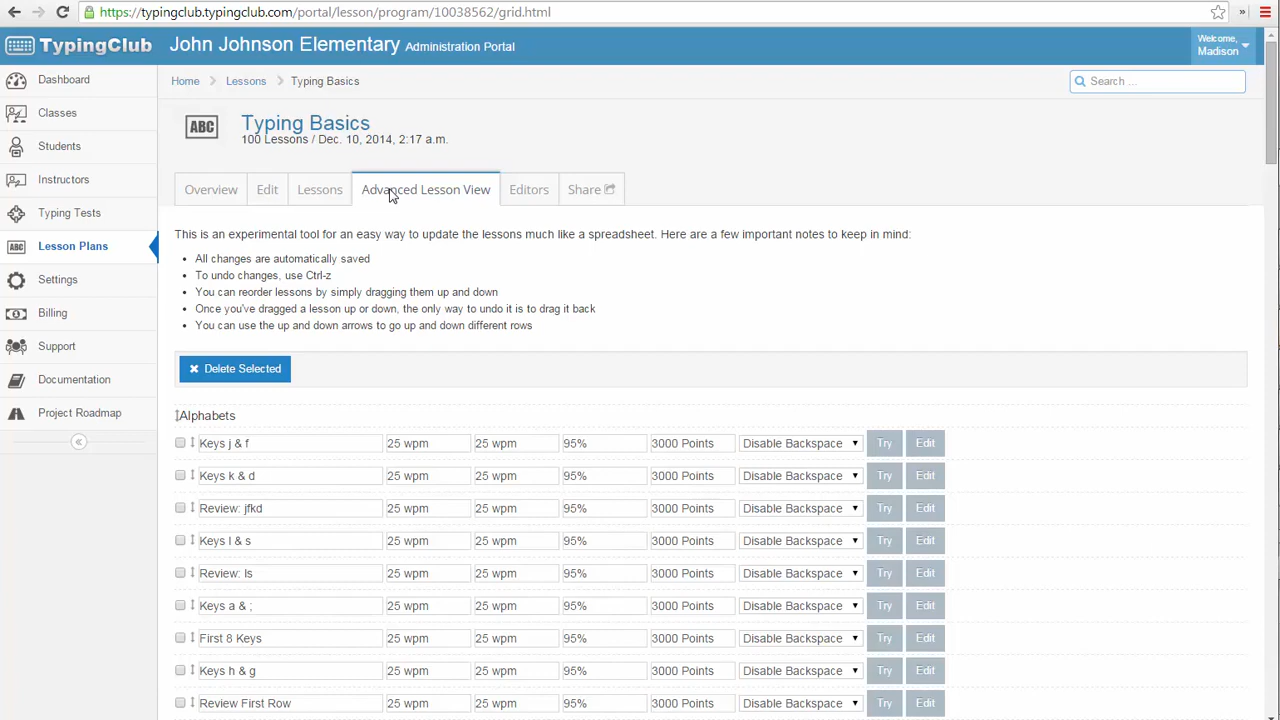 https://typingclub.typingclub.com/portal/lesson/program/10038562/grid.html
TypingClub John Johnson Elementary Administration Portal Welcome, Madison
Dashboard
Classes
Students
Instructors
Typing Tests
Lesson Plans
Settings
Billing
Support
Documentation
Project Roadmap
Home Lessons Typing Basics Search ...
ABC Typing Basics
100 Lessons / Dec. 10, 2014, 2:17 a.m.
Overview Edit Lessons Advanced Lesson View Editors Share
This is an experimental tool for an easy way to update the lessons much like a spreadsheet. Here are a few important notes to keep in mind:
• All changes are automatically saved
• To undo changes, use Ctrl-z
• You can reorder lessons by simply dragging them up and down
• Once you've dragged a lesson up or down, the only way to undo it is to drag it back
• You can use the up and down arrows to go up and down different rows
Delete Selected
Alphabets
Keys j & f 25 wpm 25 wpm 95% 3000 Points Disable Backspace Try Edit
Keys k & d 25 wpm 25 wpm 95% 3000 Points Disable Backspace Try Edit
Review: jfkd 25 wpm 25 wpm 95% 3000 Points Disable Backspace Try Edit
Keys l & s 25 wpm 25 wpm 95% 3000 Points Disable Backspace Try Edit
Review: ls 25 wpm 25 wpm 95% 3000 Points Disable Backspace Try Edit
Keys a & ; 25 wpm 25 wpm 95% 3000 Points Disable Backspace Try Edit
First 8 Keys 25 wpm 25 wpm 95% 3000 Points Disable Backspace Try Edit
Keys h & g 25 wpm 25 wpm 95% 3000 Points Disable Backspace Try Edit
Review First Row 25 wpm 25 wpm 95% 3000 Points Disable Backspace Try Edit